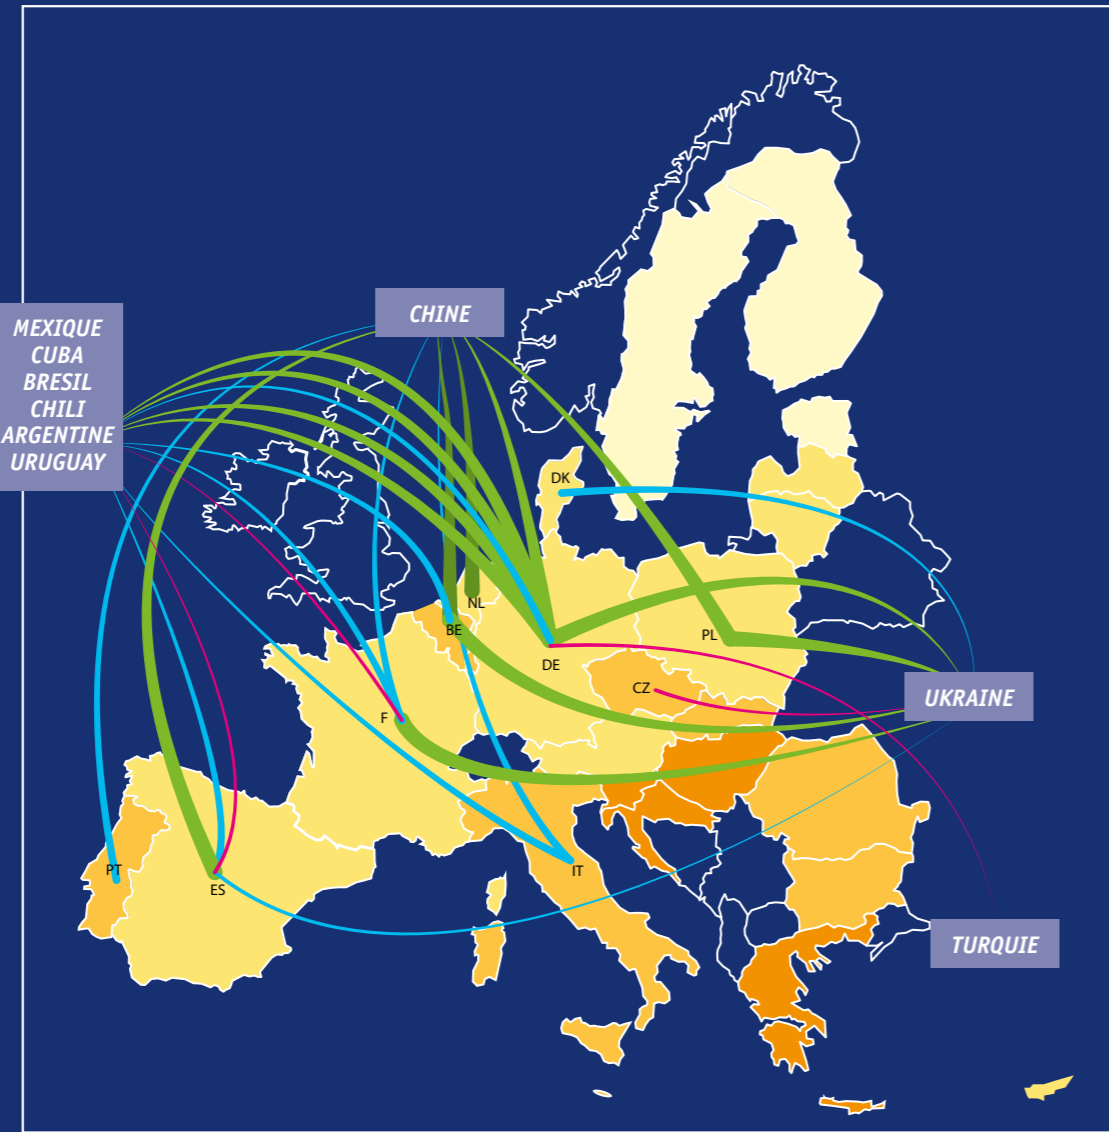 CHINE
MEXIQUE
CUBA
BRESIL
CHILI
ARGENTINE
URUGUAY
DK
NL
BE
PL
DE
CZ
UKRAINE
F
PT
ES
IT
TURQUIE